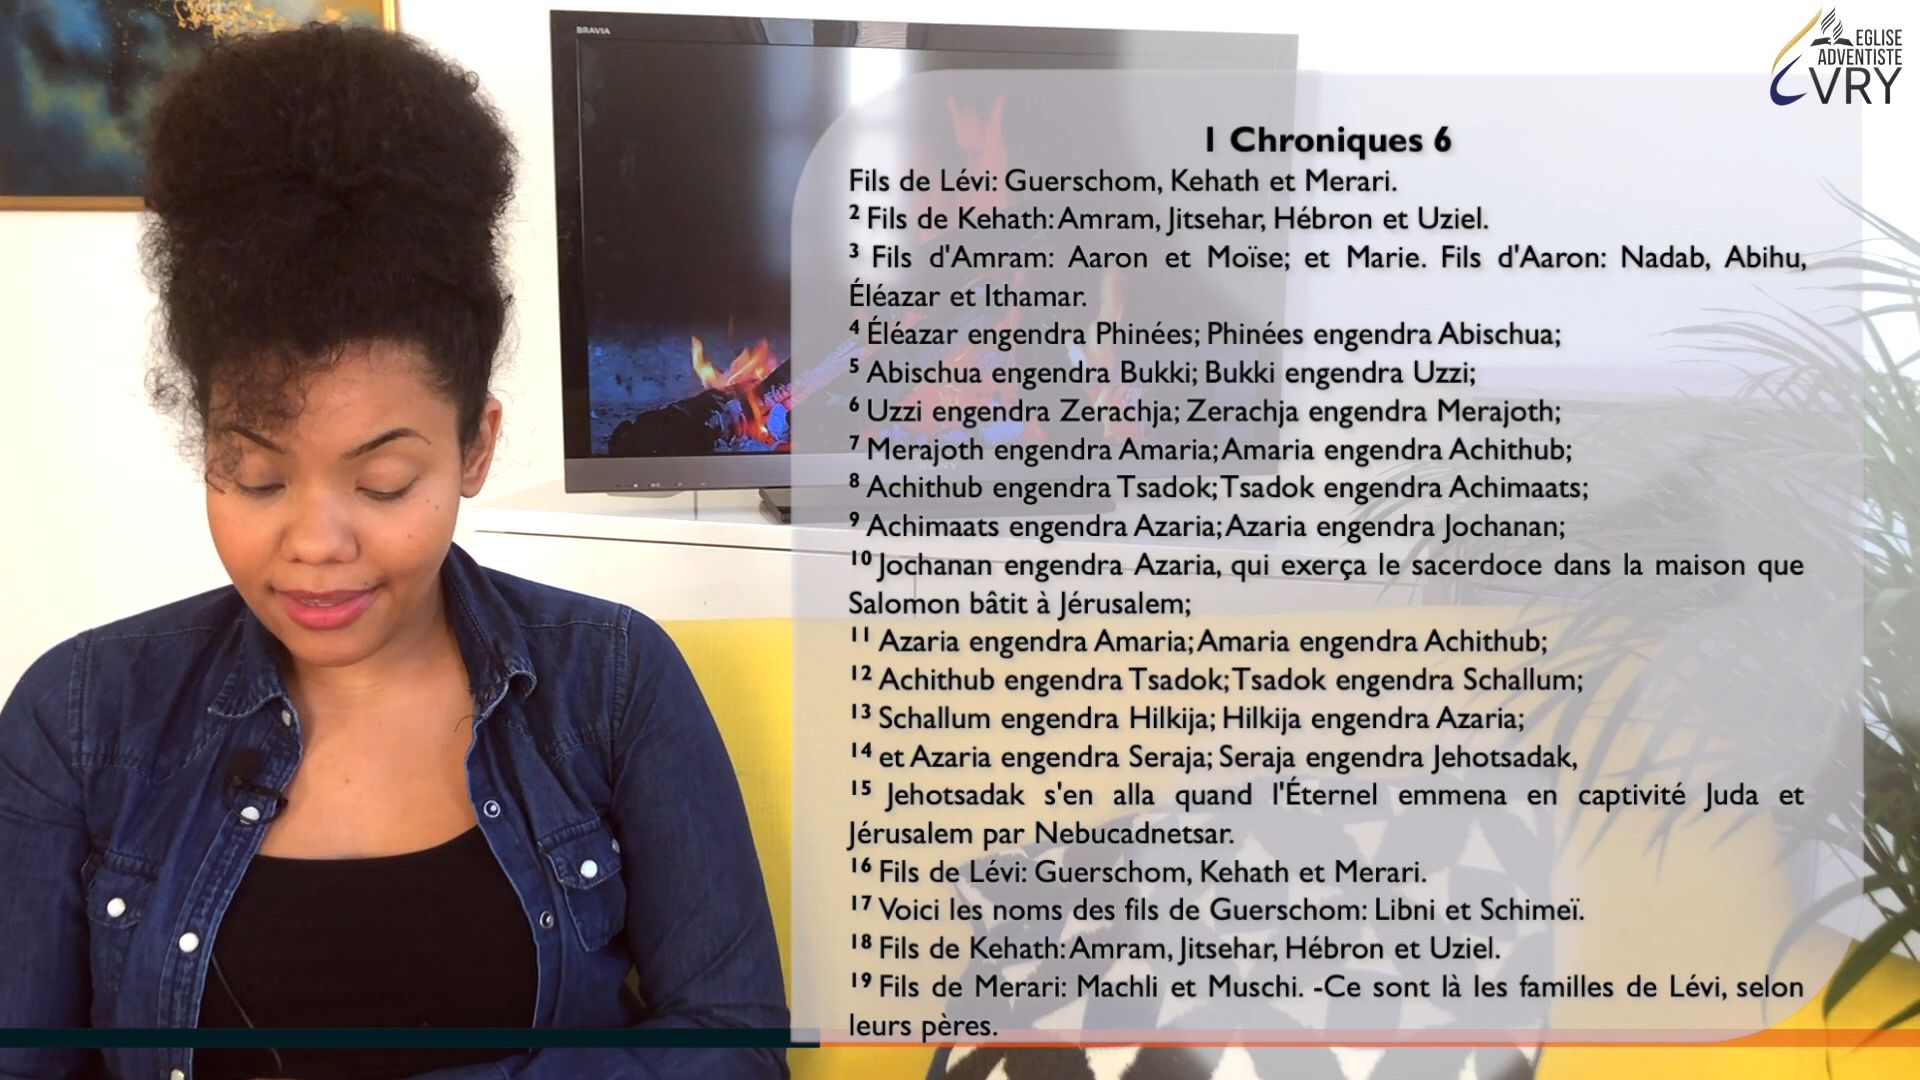 BRAVIA
EGLISE
ADVENTISTE
VRY
1 Chroniques 6
Fils de Lévi: Guerschom, Kehath et Merari.
2 Fils de Kehath: Amram, Jitsehar, Hébron et Uziel.
3 Fils d'Amram: Aaron et Moïse; et Marie. Fils d'Aaron: Nadab, Abihu,
Éléazar et Ithamar.
4 Éléazar engendra Phinées; Phinées engendra Abischua;
5 Abischua engendra Bukki; Bukki engendra Uzzi;
6 Uzzi engendra Zerachja; Zerachja engendra Merajoth;
7 Merajoth engendra Amaria; Amaria engendra Achithub;
8 Achithub engendra Tsadok; Tsadok engendra Achimaats;
9 Achimaats engendra Azaria; Azaria engendra Jochanan;
10 Jochanan engendra Azaria, qui exerça le sacerdoce dans la maison que
Salomon bâtit à Jérusalem;
11 Azaria engendra Amaria; Amaria engendra Achithub;
12 Achithub engendra Tsadok; Tsadok engendra Schallum;
13 Schallum engendra Hilkija; Hilkija engendra Azaria;
14 et Azaria engendra Seraja; Seraja engendra Jehotsadak,
15 Jehotsadak s'en alla quand l'Éternel emmena en captivité Juda et
Jérusalem par Nebucadnetsar.
16 Fils de Lévi: Guerschom, Kehath et Merari.
17 Voici les noms des fils de Guerschom: Libni et Schimeï.
18 Fils de Kehath: Amram, Jitsehar, Hébron et Uziel.
19 Fils de Merari: Machli et Muschi. -Ce sont là les familles de Lévi, selon
leurs pères.